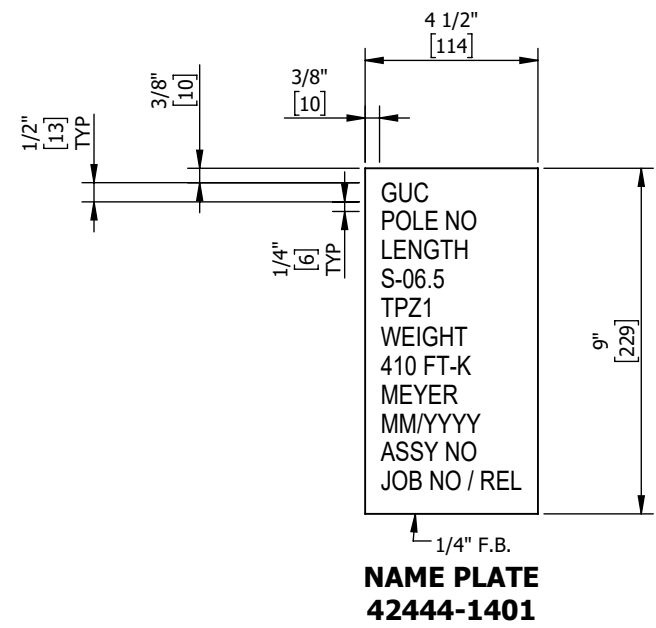 4 1/2"
[114]
3/8"
[10]
3/8"
[10]
1/2"
[13]
TYP
1/4"
[6]
TYP
GUC
POLE NO
LENGTH
S-06.5
TPZ1
WEIGHT
410 FT-K
MEYER
MM/YYYY
ASSY NO
JOB NO / REL
9"
[229]
1/4" F.B.
NAME PLATE
42444-1401